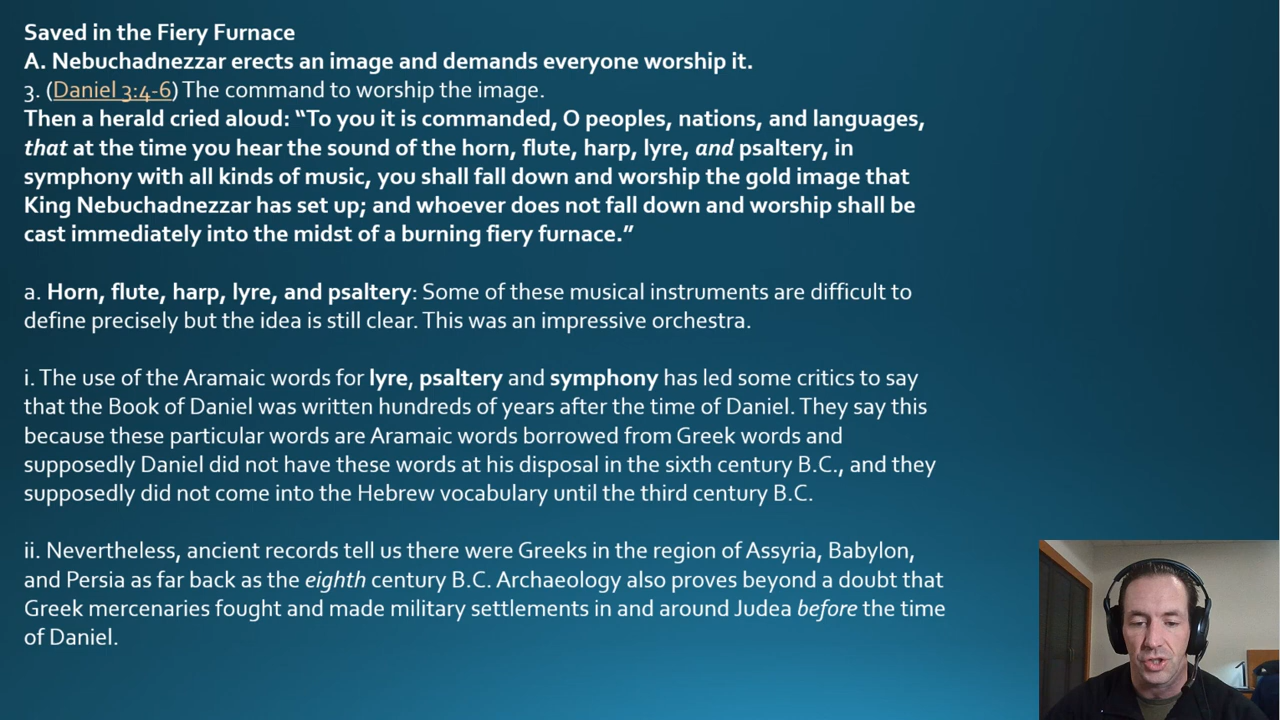 Saved in the Fiery Furnace
A. Nebuchadnezzar erects an image and demands everyone worship it.
3. (Daniel 3:4-6) The command to worship the image.
Then a herald cried aloud: “To you it is commanded, O peoples, nations, and languages,
that at the time you hear the sound of the horn, flute, harp, lyre, and psaltery, in
symphony with all kinds of music, you shall fall down and worship the gold image that
King Nebuchadnezzar has set up; and whoever does not fall down and worship shall be
cast immediately into the midst of a burning fiery furnace.”
a. Horn, flute, harp, lyre, and psaltery: Some of these musical instruments are difficult to
define precisely but the idea is still clear. This was an impressive orchestra.
i. The use of the Aramaic words for lyre, psaltery and symphony has led some critics to say
that the Book of Daniel was written hundreds of years after the time of Daniel. They say this
because these particular words are Aramaic words borrowed from Greek words and
supposedly Daniel did not have these words at his disposal in the sixth century B.C., and they
supposedly did not come into the Hebrew vocabulary until the third century B.C.
ii. Nevertheless, ancient records tell us there were Greeks in the region of Assyria, Babylon,
and Persia as far back as the eighth century B.C. Archaeology also proves beyond a doubt that
Greek mercenaries fought and made military settlements in and around Judea before the time
of Daniel.